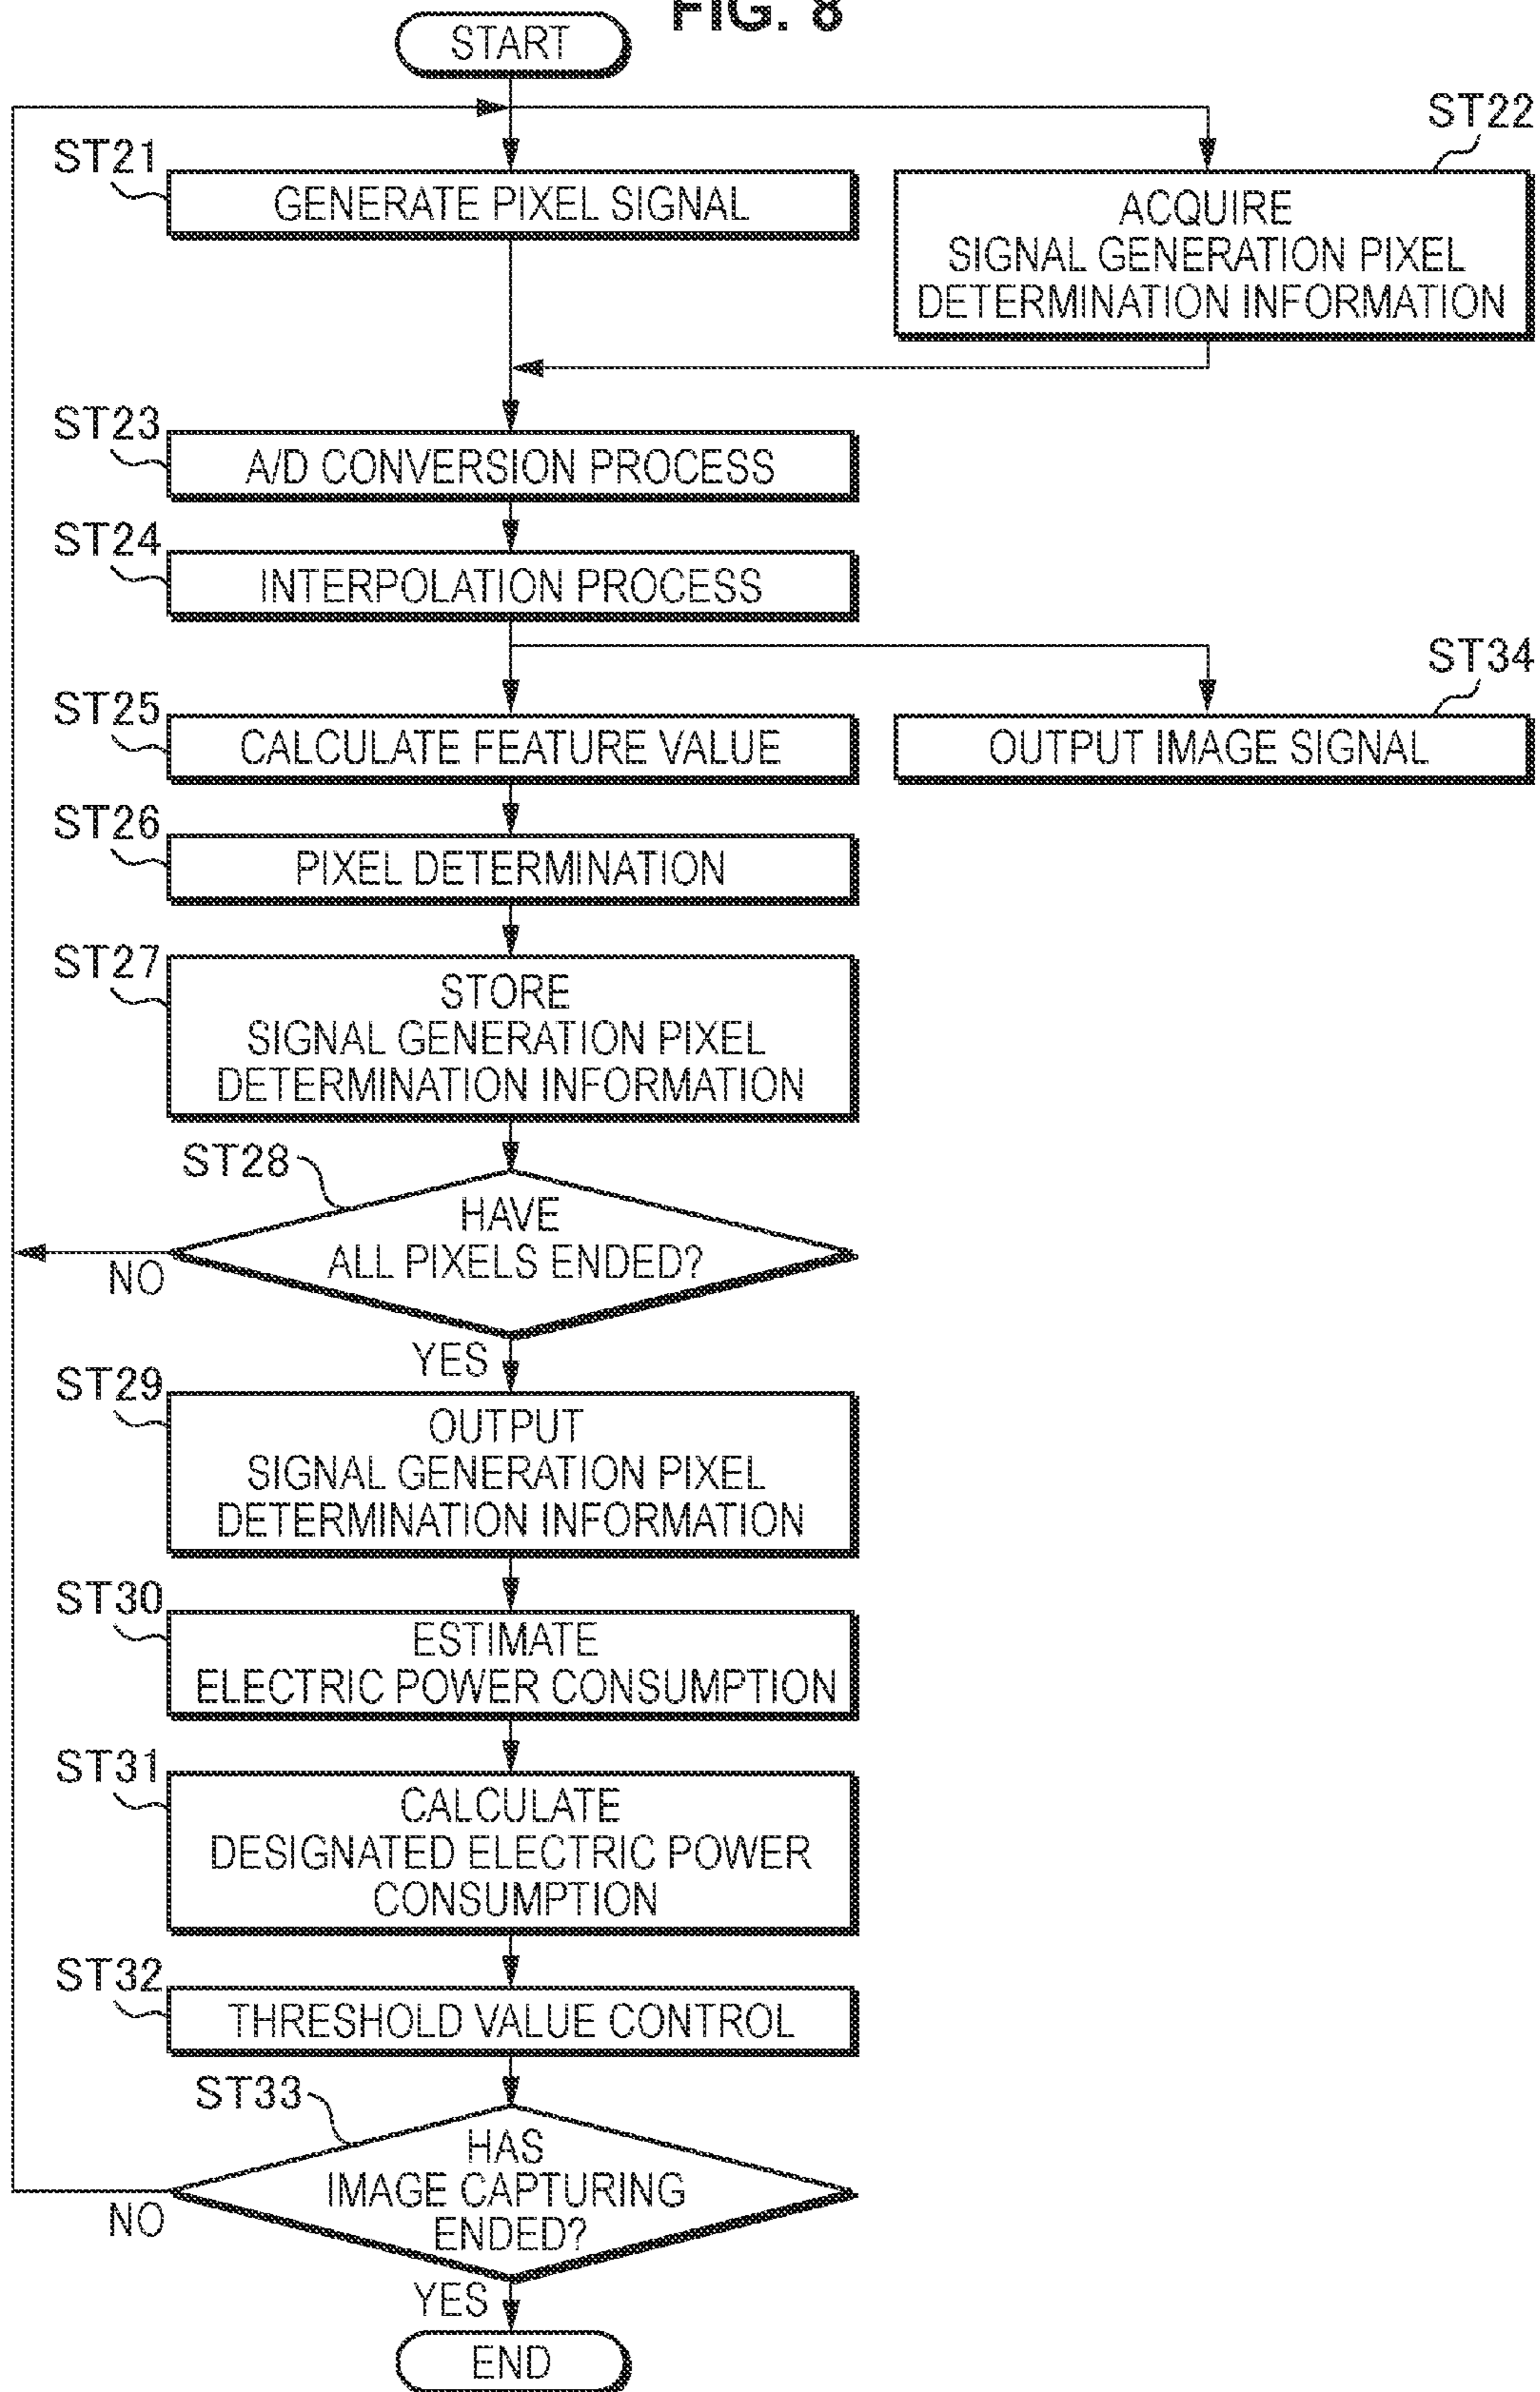 FIG. 8
START
ST21
GENERATE PIXEL SIGNAL
ST22
ACQUIRE
SIGNAL GENERATION PIXEL
DETERMINATION INFORMATION
ST23
A/D CONVERSION PROCESS
ST24
INTERPOLATION PROCESS
ST25
CALCULATE FEATURE VALUE
ST34
OUTPUT IMAGE SIGNAL
ST26
PIXEL DETERMINATION
ST27
STORE
SIGNAL GENERATION PIXEL
DETERMINATION INFORMATION
ST28
HAVE
ALL PIXELS ENDED?
NO
YES
ST29
OUTPUT
SIGNAL GENERATION PIXEL
DETERMINATION INFORMATION
ST30
ESTIMATE
ELECTRIC POWER CONSUMPTION
ST31
CALCULATE
DESIGNATED ELECTRIC POWER
CONSUMPTION
ST32
THRESHOLD VALUE CONTROL
ST33
HAS
IMAGE CAPTURING
ENDED?
NO
YES
END